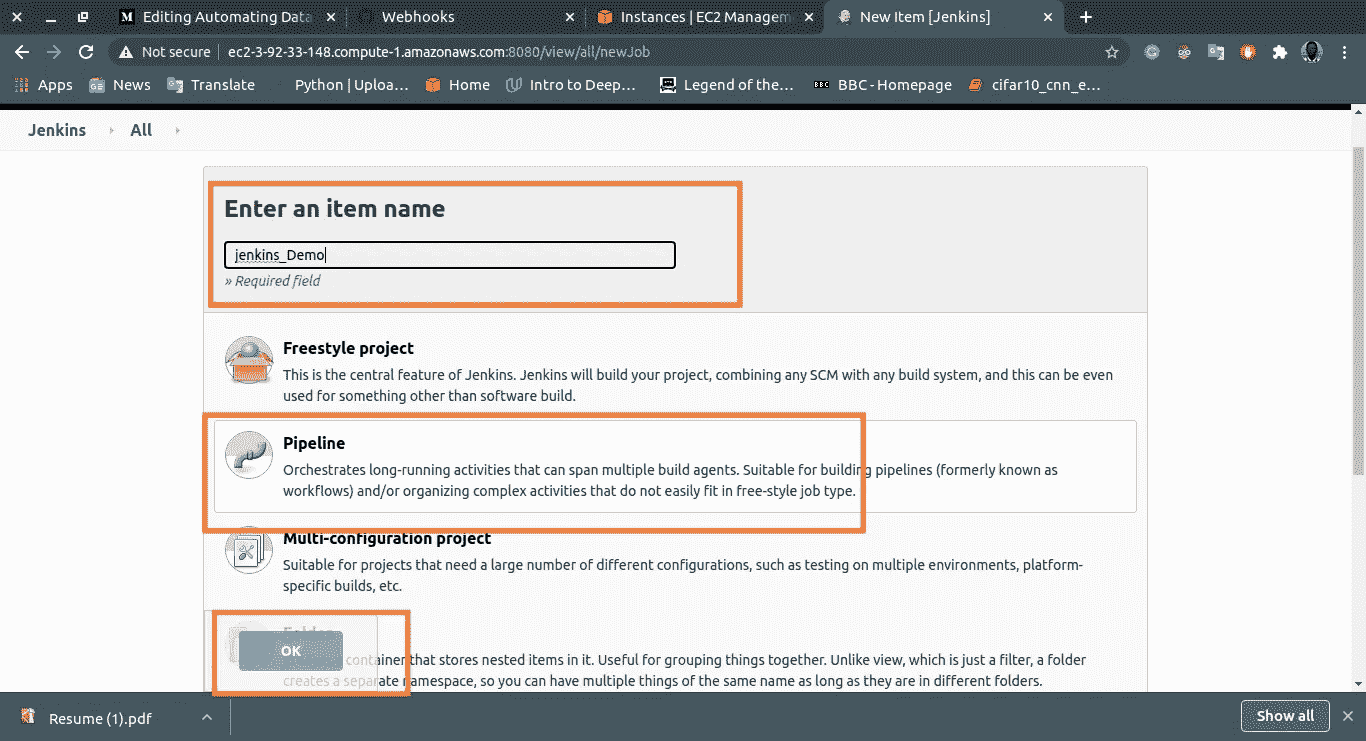 Editing Automating Data
Webhooks
Instances | EC2 Managem
New Item [Jenkins]
Not secure | ec2-3-92-33-148.compute-1.amazonaws.com:8080/view/all/newJob
Apps News Translate Python | Uploa… Home Intro to Deep… Legend of the… BBC BBC - Homepage cifar10_cnn_e…
Jenkins All
Enter an item name
jenkins_Demo
» Required field
Freestyle project
This is the central feature of Jenkins. Jenkins will build your project, combining any SCM with any build system, and this can be even
used for something other than software build.
Pipeline
Orchestrates long-running activities that can span multiple build agents. Suitable for building pipelines (formerly known as
workflows) and/or organizing complex activities that do not easily fit in free-style job type.
Multi-configuration project
Suitable for projects that need a large number of different configurations, such as testing on multiple environments, platform-
specific builds, etc.
Folder
OK
container that stores nested items in it. Useful for grouping things together. Unlike view, which is just a filter, a folder
creates a separate namespace, so you can have multiple things of the same name as long as they are in different folders.
Resume (1).pdf
Show all